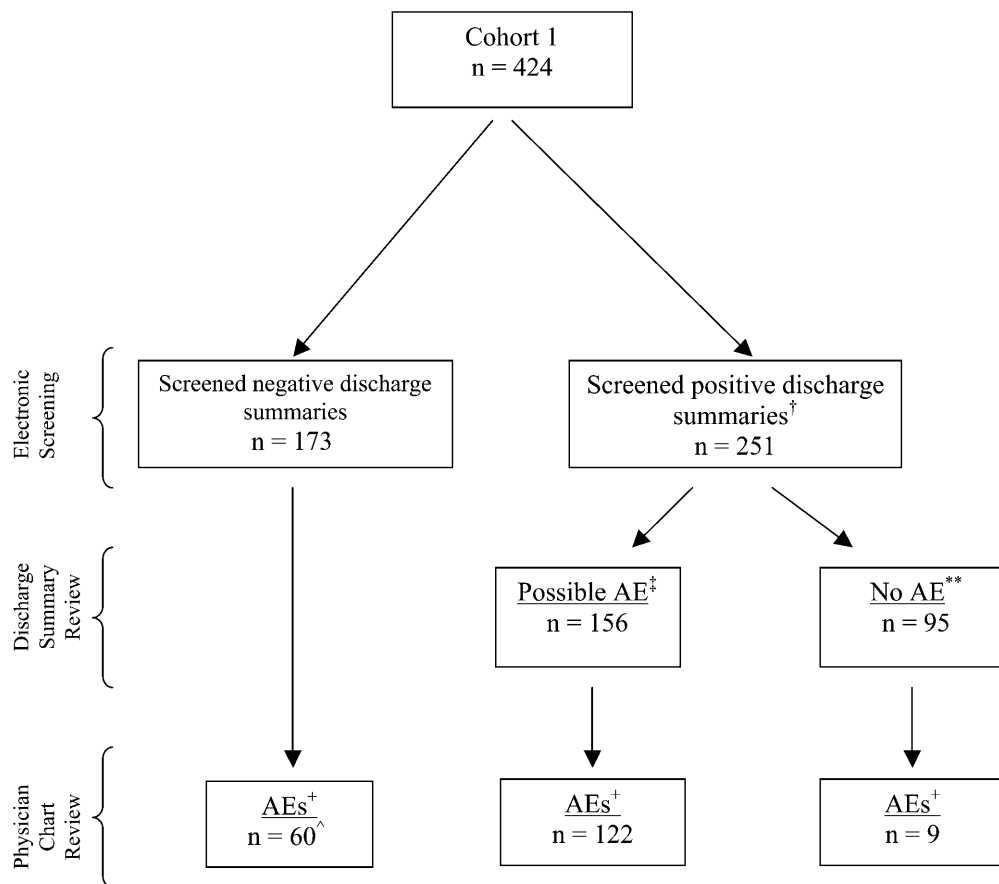 Cohort 1
n = 424
Electronic
Screening
Screened negative discharge
summaries
n = 173
Screened positive discharge
summaries†
n = 251
Discharge
Summary
Review
Possible AE‡
n = 156
No AE**
n = 95
Physician
Chart
Review
AEs+
n = 60^
AEs+
n = 122
AEs+
n = 9